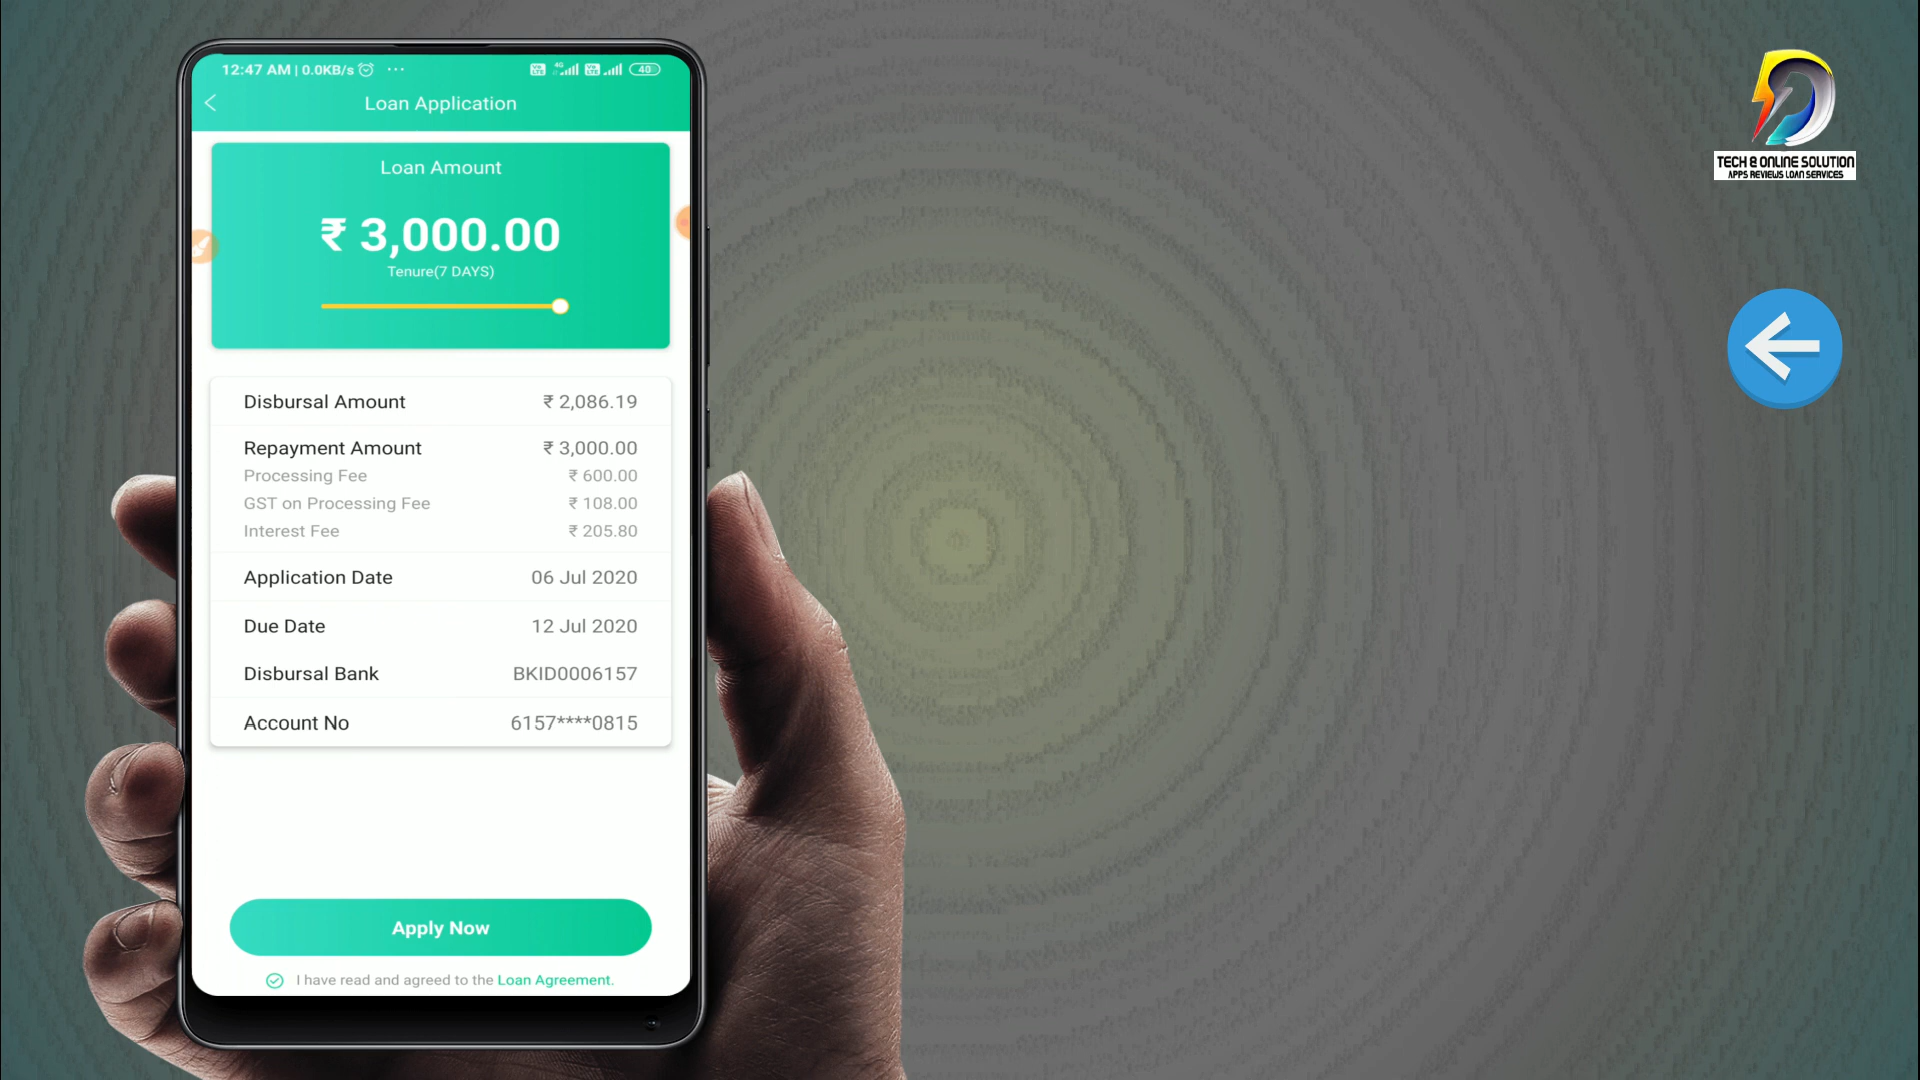 12:47 AM | 0.0KB/s ...
4G
40
Loan Application
Loan Amount
₹ 3,000.00
Tenure(7 DAYS)
Disbursal Amount ₹ 2,086.19
Repayment Amount ₹ 3,000.00
Processing Fee ₹ 600.00
GST on Processing Fee ₹ 108.00
Interest Fee ₹ 205.80
Application Date 06 Jul 2020
Due Date 12 Jul 2020
Disbursal Bank BKID0006157
Account No 6157****0815
Apply Now
I have read and agreed to the Loan Agreement.
TECH & ONLINE SOLUTION
APPS REVIEWS LOAN SERVICES